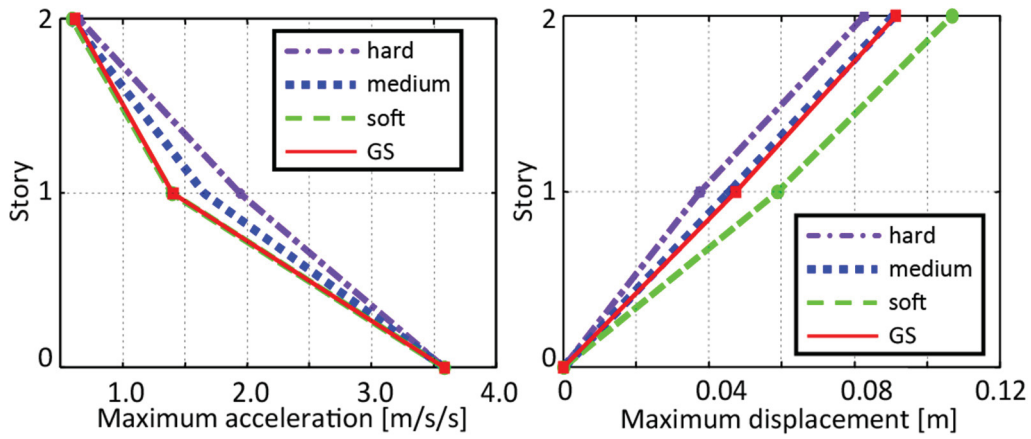 2
hard
medium
soft
GS
Story
1
0
1.0 2.0 3.0 4.0
Maximum acceleration [m/s/s]
2
Story
1
hard
medium
soft
GS
0
0 0.04 0.08 0.12
Maximum displacement [m]